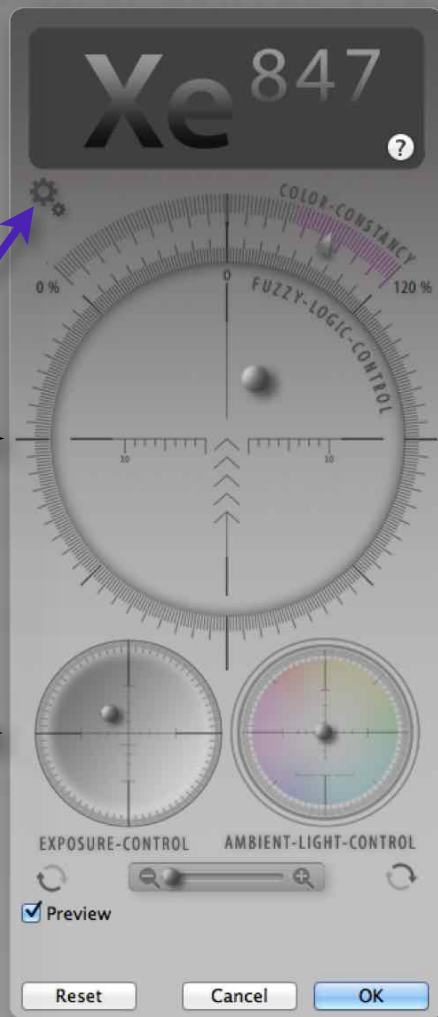 Xe 847
?
COLOR-CONSTANCY
0 %
0
120 %
FUZZY-LOGIC-CONTROL
10
10
EXPOSURE-CONTROL
AMBIENT-LIGHT-CONTROL
Preview
Reset
Cancel
OK